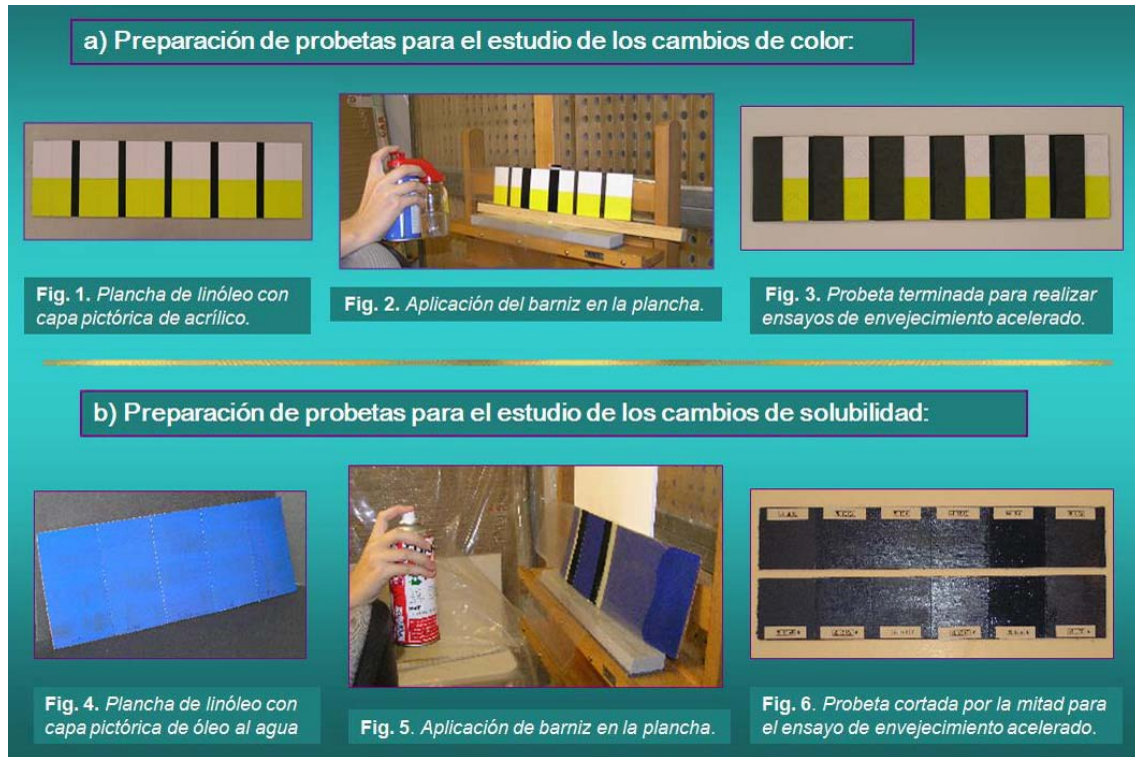 a) Preparación de probetas para el estudio de los cambios de color:
Fig. 1. Plancha de linóleo con
capa pictórica de acrílico.
Fig. 2. Aplicación del barniz en la plancha.
Fig. 3. Probeta terminada para realizar
ensayos de envejecimiento acelerado.
b) Preparación de probetas para el estudio de los cambios de solubilidad:
Fig. 4. Plancha de linóleo con
capa pictórica de óleo al agua
Fig. 5. Aplicación de barniz en la plancha.
Fig. 6. Probeta cortada por la mitad para
el ensayo de envejecimiento acelerado.